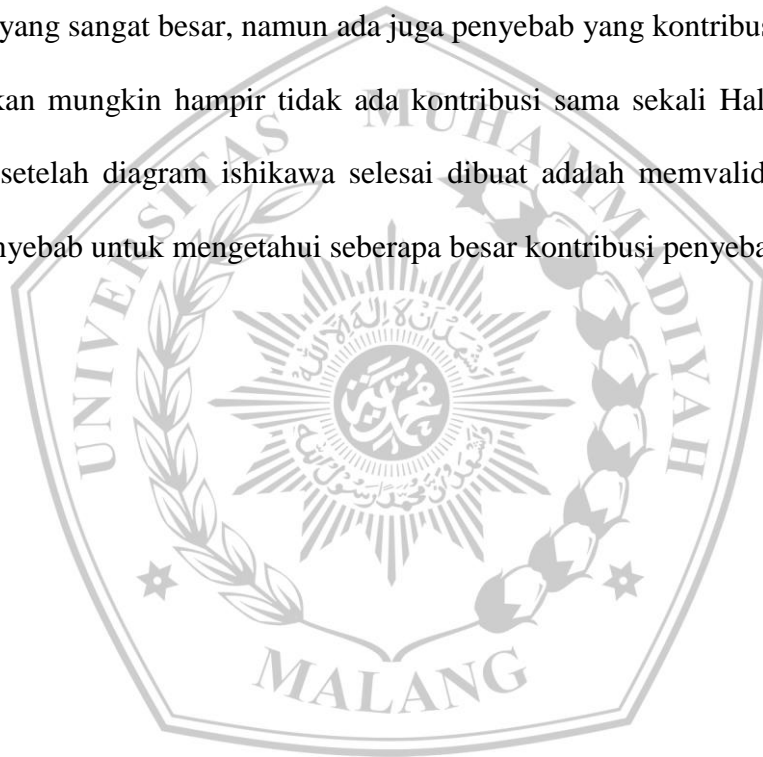 yang sangat besar, namun ada juga penyebab yang kontribus
kan mungkin hampir tidak ada kontribusi sama sekali Hal
setelah diagram ishikawa selesai dibuat adalah memvalid
nyebab untuk mengetahui seberapa besar kontribusi penyeba
UNIVERSITAS MUHAMMADIYAH
MALANG